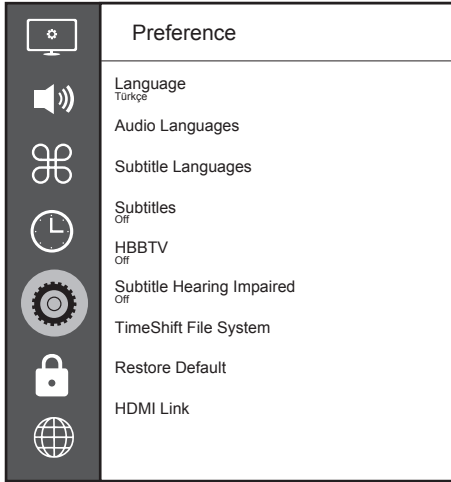 Preference
Language
Türkçe
Audio Languages
Subtitle Languages
Subtitles
Off
HBBTV
Off
Subtitle Hearing Impaired
Off
TimeShift File System
Restore Default
HDMI Link